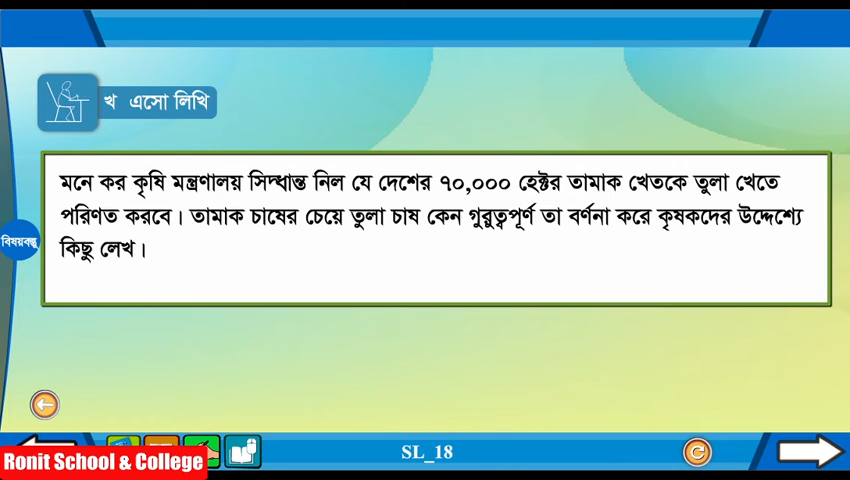 খ এসো লিখি
মনে কর কৃষি মন্ত্রণালয় সিদ্ধান্ত নিল যে দেশের ৭০,০০০ হেক্টর তামাক খেতকে তুলা খেতে
পরিণত করবে। তামাক চাষের চেয়ে তুলা চাষ কেন গুরুত্বপূর্ণ তা বর্ণনা করে কৃষকদের উদ্দেশ্যে
কিছু লেখ।
বিষয়বস্তু
SL_18
Ronit School & College